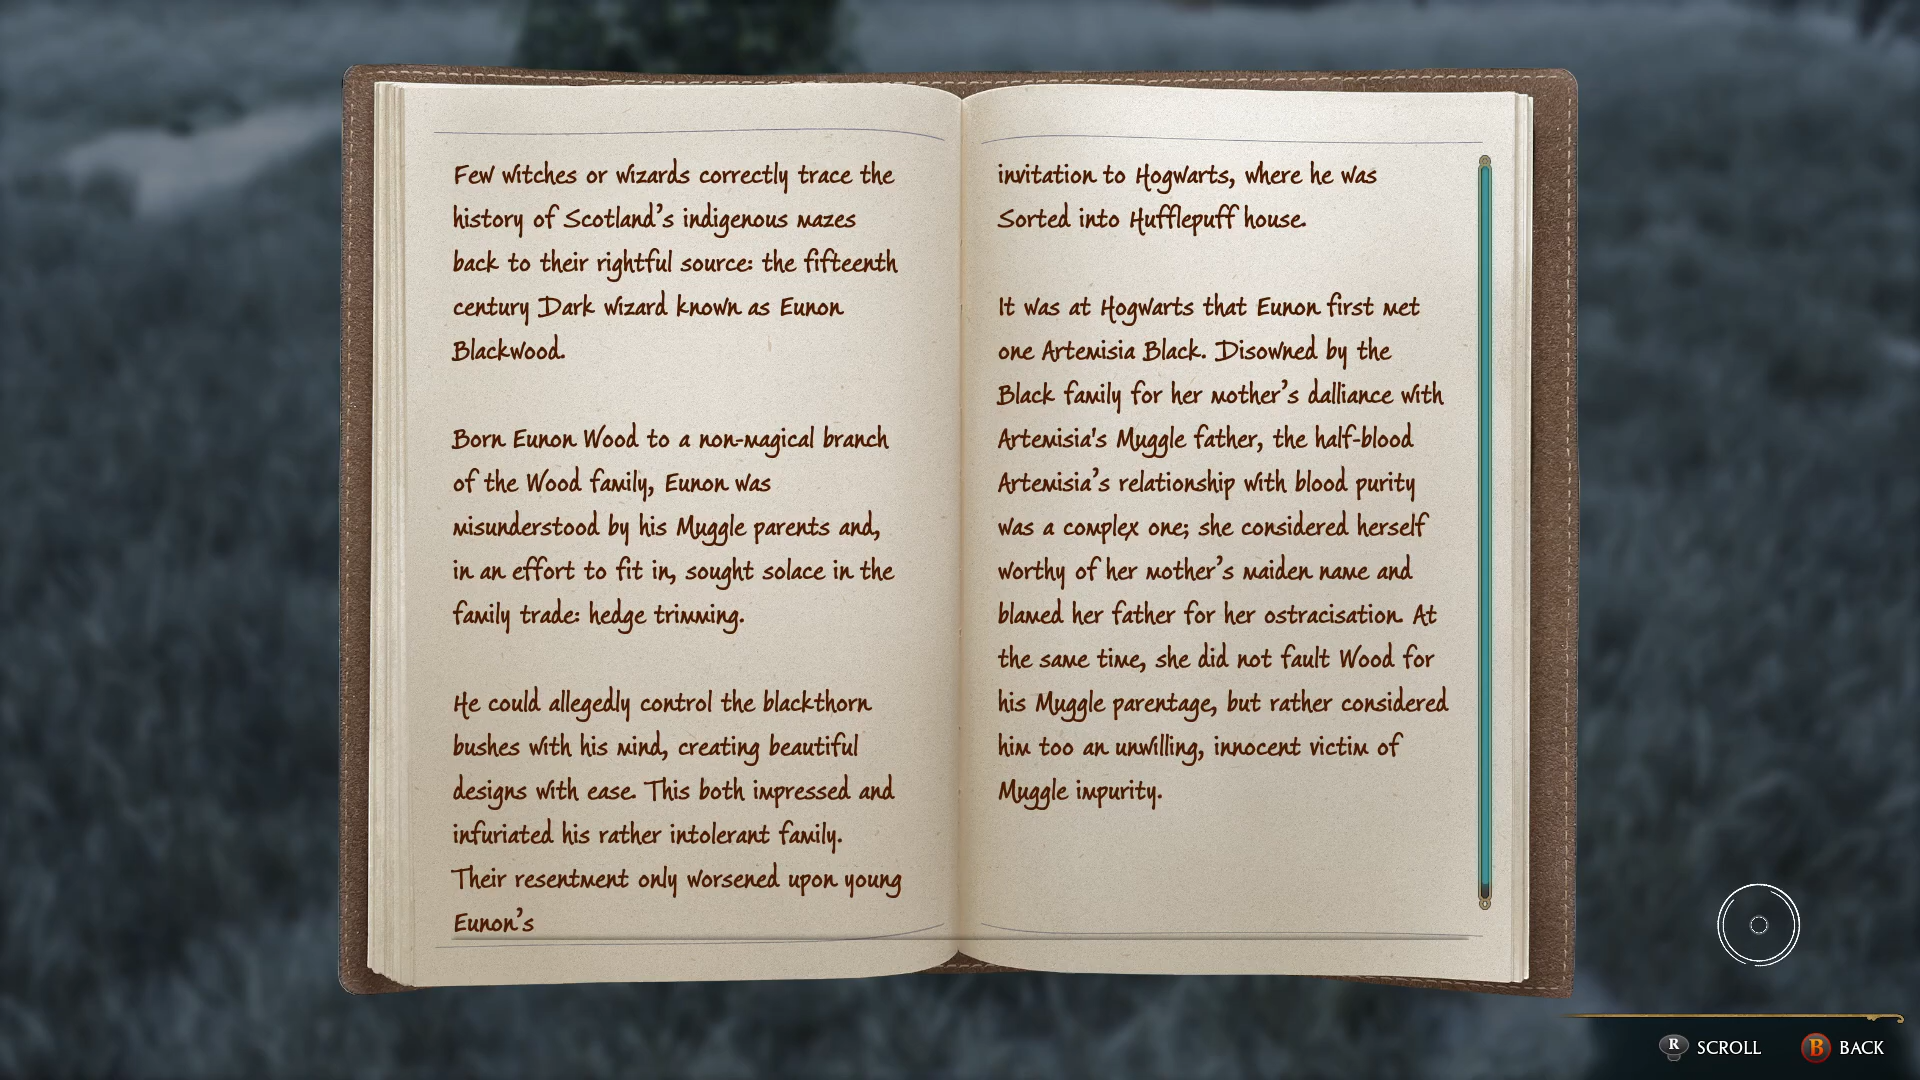 Few witches or wizards correctly trace the
history of Scotland's indigenous mazes
back to their rightful source: the fifteenth
century Dark wizard known as Eunon
Blackwood.
Born Eunon Wood to a non-magical branch
of the Wood family, Eunon was
misunderstood by his Muggle parents and,
in an effort to fit in, sought solace in the
family trade: hedge trimming.
He could allegedly control the blackthorn
bushes with his mind, creating beautiful
designs with ease. This both impressed and
infuriated his rather intolerant family.
Their resentment only worsened upon young
Eunon's
invitation to Hogwarts, where he was
Sorted into Hufflepuff house.
It was at Hogwarts that Eunon first met
one Artemisia Black. Disowned by the
Black family for her mother's dalliance with
Artemisia's Muggle father, the half-blood
Artemisia's relationship with blood purity
was a complex one; she considered herself
worthy of her mother's maiden name and
blamed her father for her ostracisation. At
the same time, she did not fault Wood for
his Muggle parentage, but rather considered
him too an unwilling, innocent victim of
Muggle impurity.
R SCROLL B BACK